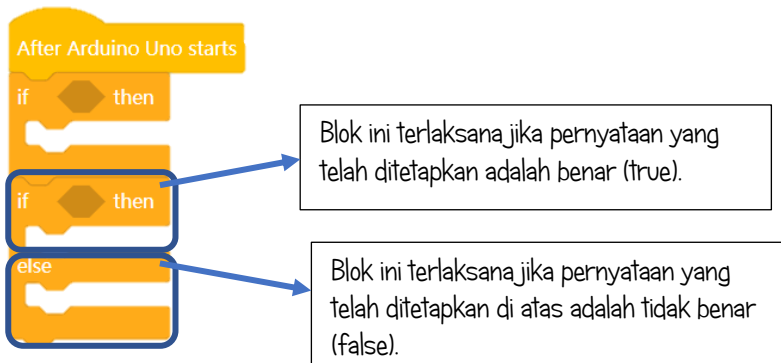 After Arduino Uno starts
if then
if then
else
Blok ini terlaksana jika pernyataan yang
telah ditetapkan adalah benar (true).
Blok ini terlaksana jika pernyataan yang
telah ditetapkan di atas adalah tidak benar
(false).